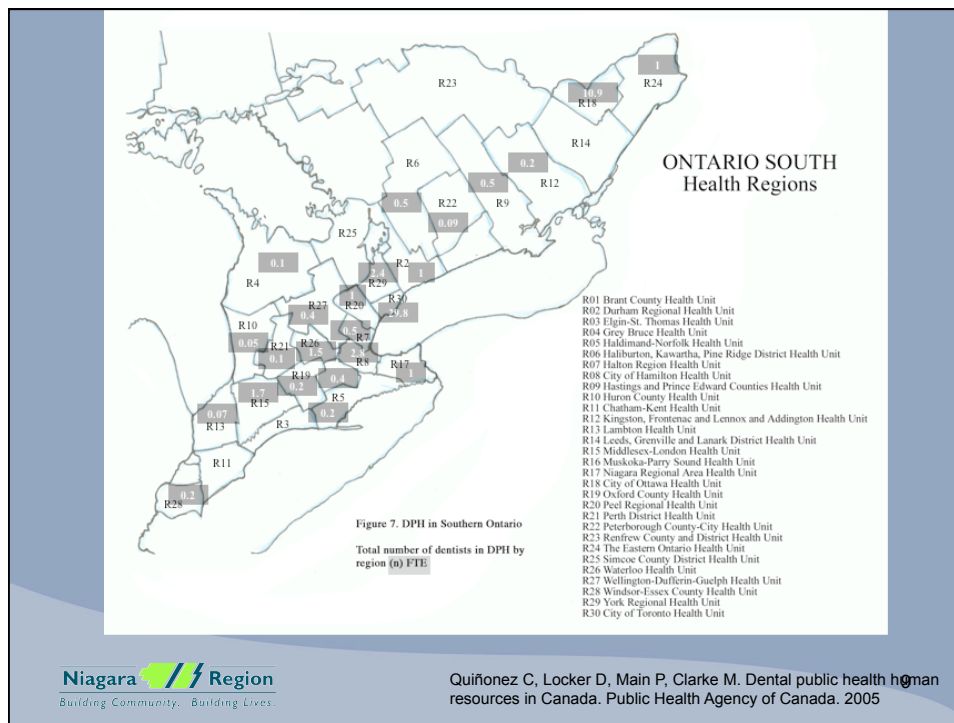 1
R23
R24
10.9
R18
R14
ONTARIO SOUTH
Health Regions
R6
0.2
R12
0.5
R9
0.5
R22
0.09
R25
0.1
R4
R2
2.4
1
R29
1
R27
R20
R30
29.8
0.4
R10
0.5
R7
0.05
R21
R26
1.5
0.1
R8
R17
1
R19
0.4
0.2
1.7
R15
R5
0.2
0.07
R13
R3
R11
0.2
R28
R01 Brant County Health Unit
R02 Durham Regional Health Unit
R03 Elgin-St. Thomas Health Unit
R04 Grey Bruce Health Unit
R05 Haldimand-Norfolk Health Unit
R06 Haliburton, Kawartha, Pine Ridge District Health Unit
R07 Halton Region Health Unit
R08 City of Hamilton Health Unit
R09 Hastings and Prince Edward Counties Health Unit
R10 Huron County Health Unit
R11 Chatham-Kent Health Unit
R12 Kingston, Frontenac and Lennox and Addington Health Unit
R13 Lambton Health Unit
R14 Leeds, Grenville and Lanark District Health Unit
R15 Middlesex-London Health Unit
R16 Muskoka-Parry Sound Health Unit
R17 Niagara Regional Area Health Unit
R18 City of Ottawa Health Unit
R19 Oxford County Health Unit
R20 Peel Regional Health Unit
R21 Perth District Health Unit
R22 Peterborough County-City Health Unit
R23 Renfrew County and District Health Unit
R24 The Eastern Ontario Health Unit
R25 Simcoe County District Health Unit
R26 Waterloo Health Unit
R27 Wellington-Dufferin-Guelph Health Unit
R28 Windsor-Essex County Health Unit
R29 York Regional Health Unit
R30 City of Toronto Health Unit
Figure 7. DPH in Southern Ontario
Total number of dentists in DPH by
region (n) FTE
Niagara Region
Building Community. Building Lives.
Quiñonez C, Locker D, Main P, Clarke M. Dental public health human
resources in Canada. Public Health Agency of Canada. 2005
9